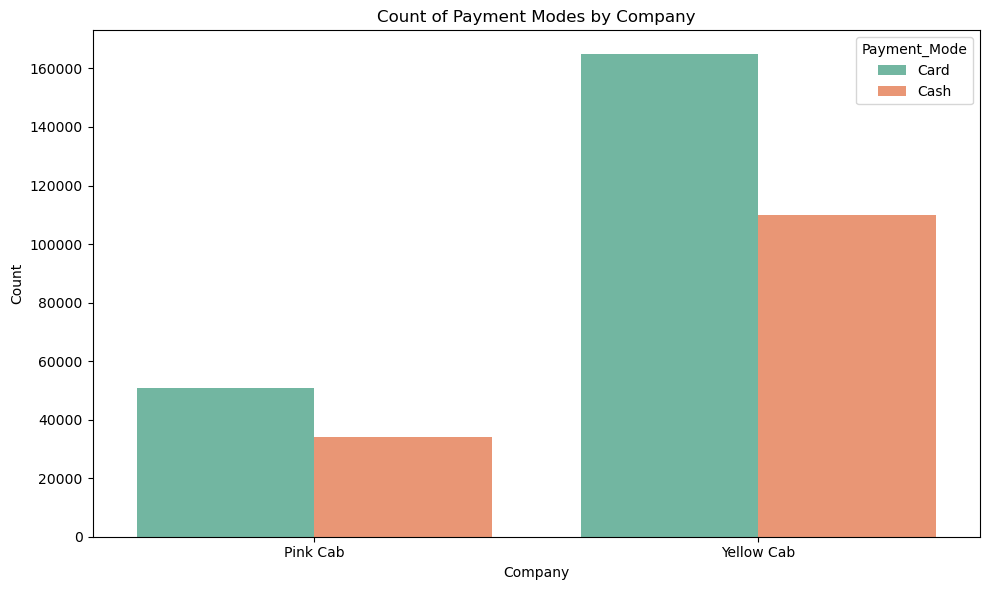 Count of Payment Modes by Company
Payment_Mode
Card
Cash
160000
140000
120000
100000
80000
60000
40000
20000
0
Count
Pink Cab
Yellow Cab
Company